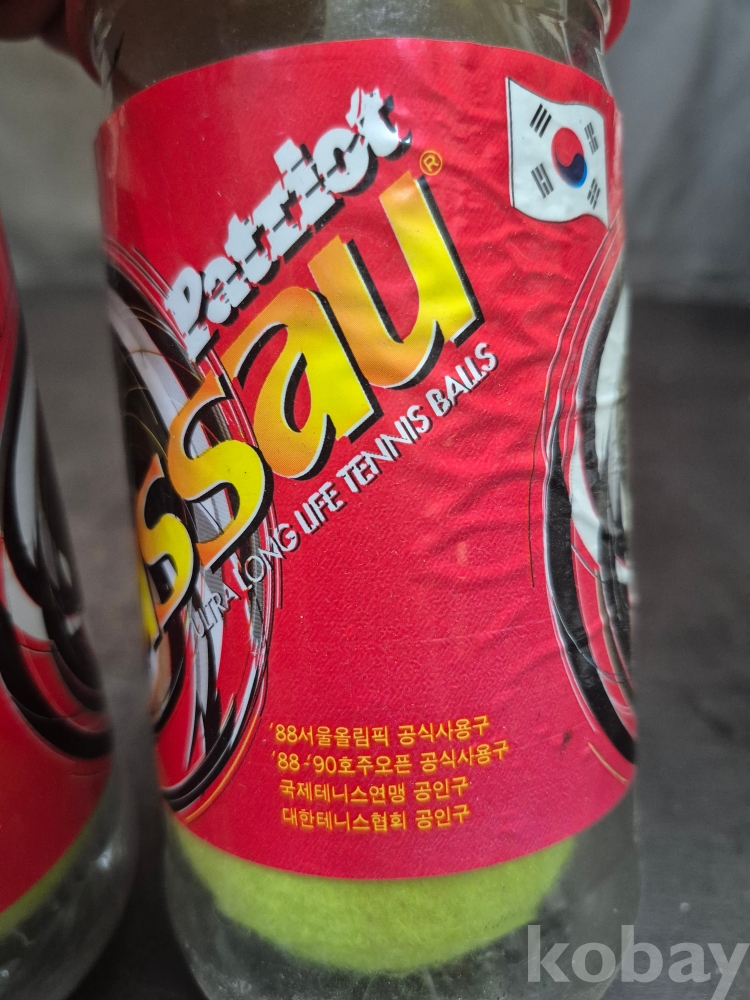 Patriot
ssau®
ULTRA LONG LIFE TENNIS BALLS
'88서울올림픽 공식사용구
'88-'90호주오픈 공식사용구
국제테니스연맹 공인구
대한테니스협회 공인구
kobay